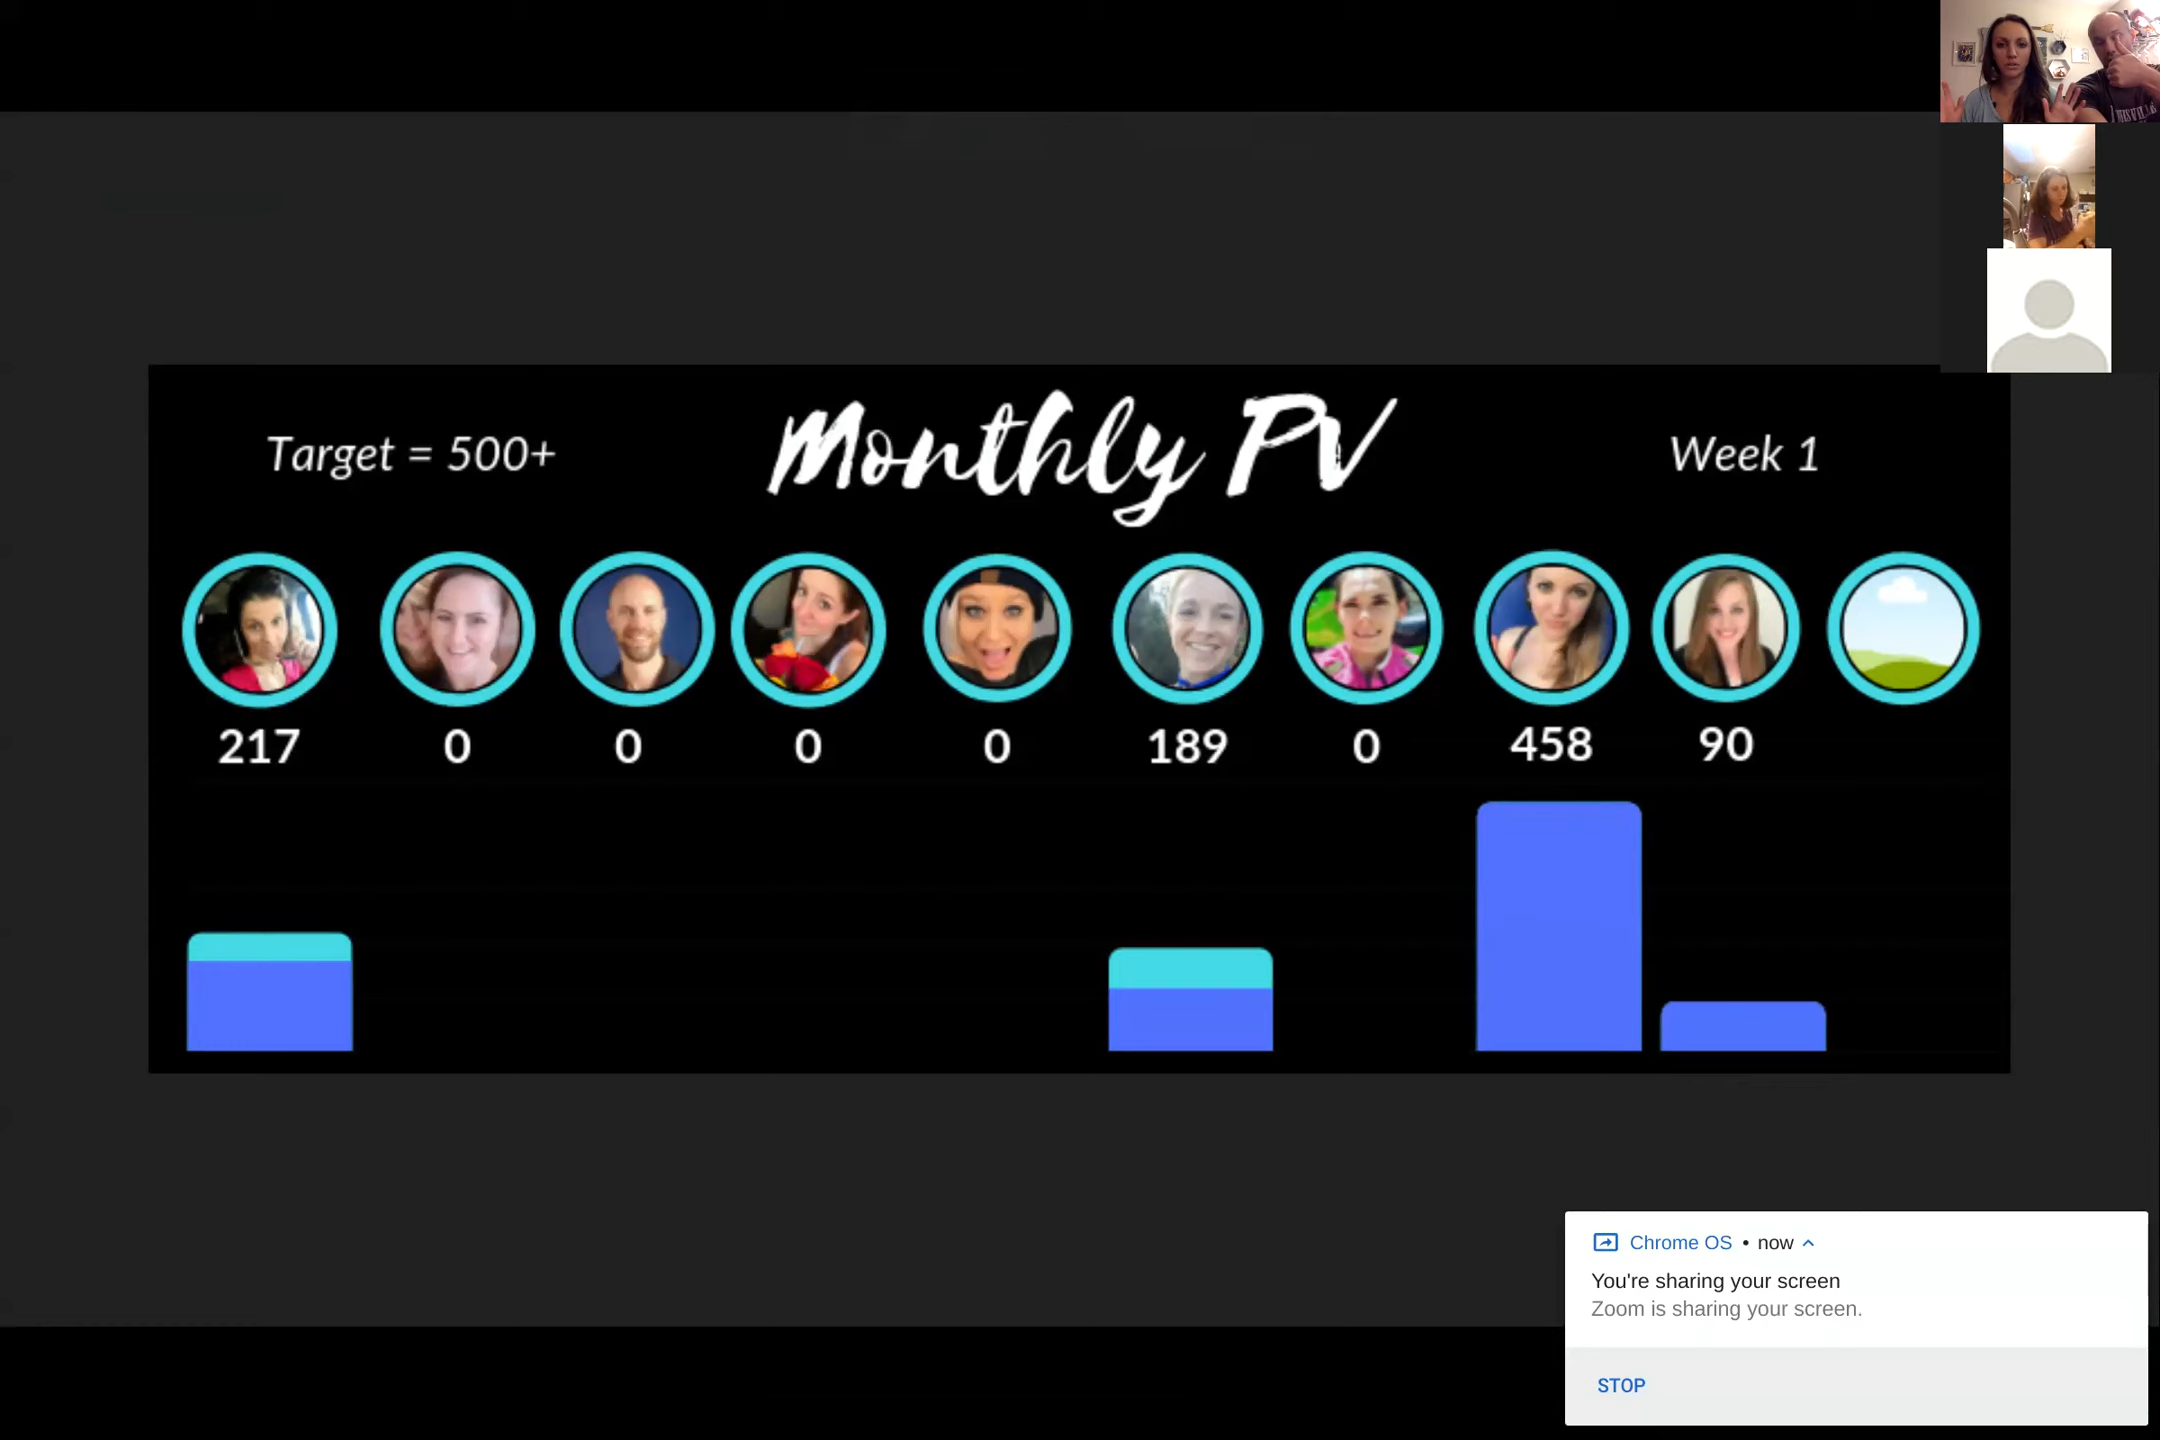 Target = 500+
Monthly PV
Week 1
217
0
0
0
0
189
0
458
90
Chrome OS • now
You're sharing your screen
Zoom is sharing your screen.
STOP